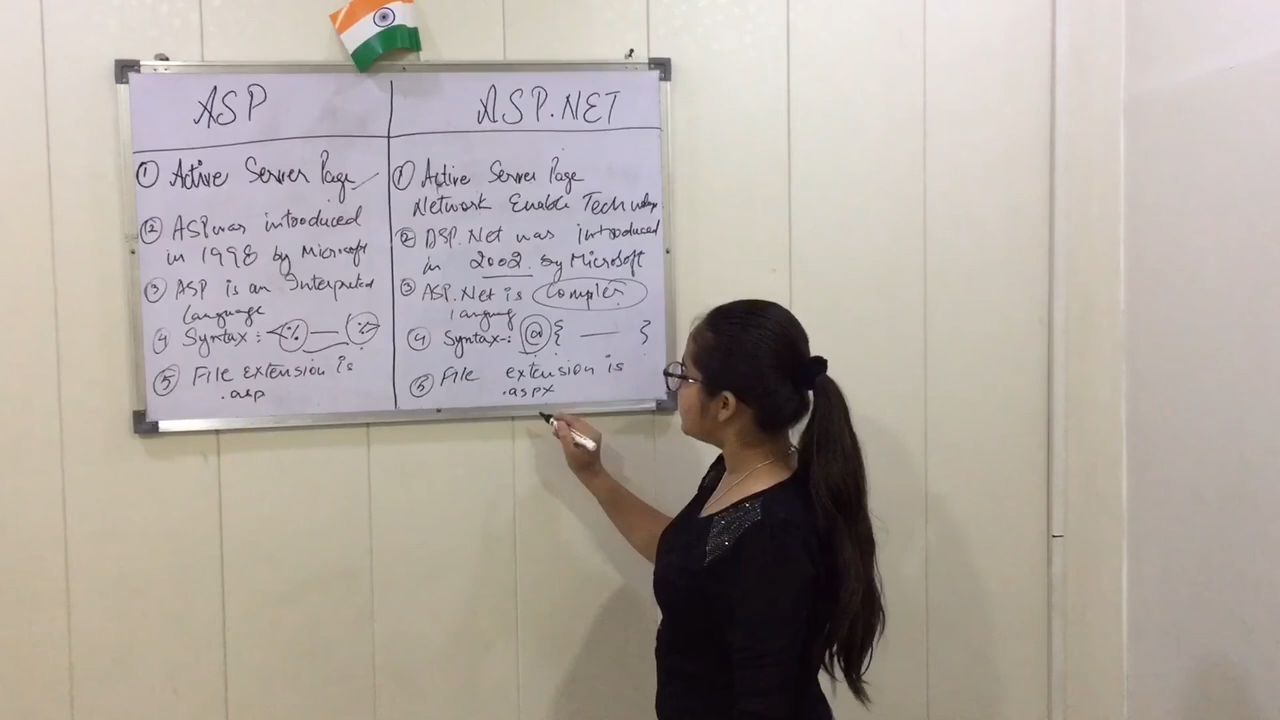 ASP
① Active Server Page
② ASP was introduced
in 1998 by Microsoft
③ ASP is an Interpreted
Language
④ Syntax : <% — %>
⑤ File extension is
.asp
ASP.NET
① Active Server Page
Network Enable Technology
② ASP.Net was introduced
in 2002 by Microsoft
③ ASP.Net is
④ Syntax-: @ { — }
⑤ File extension is
.aspx